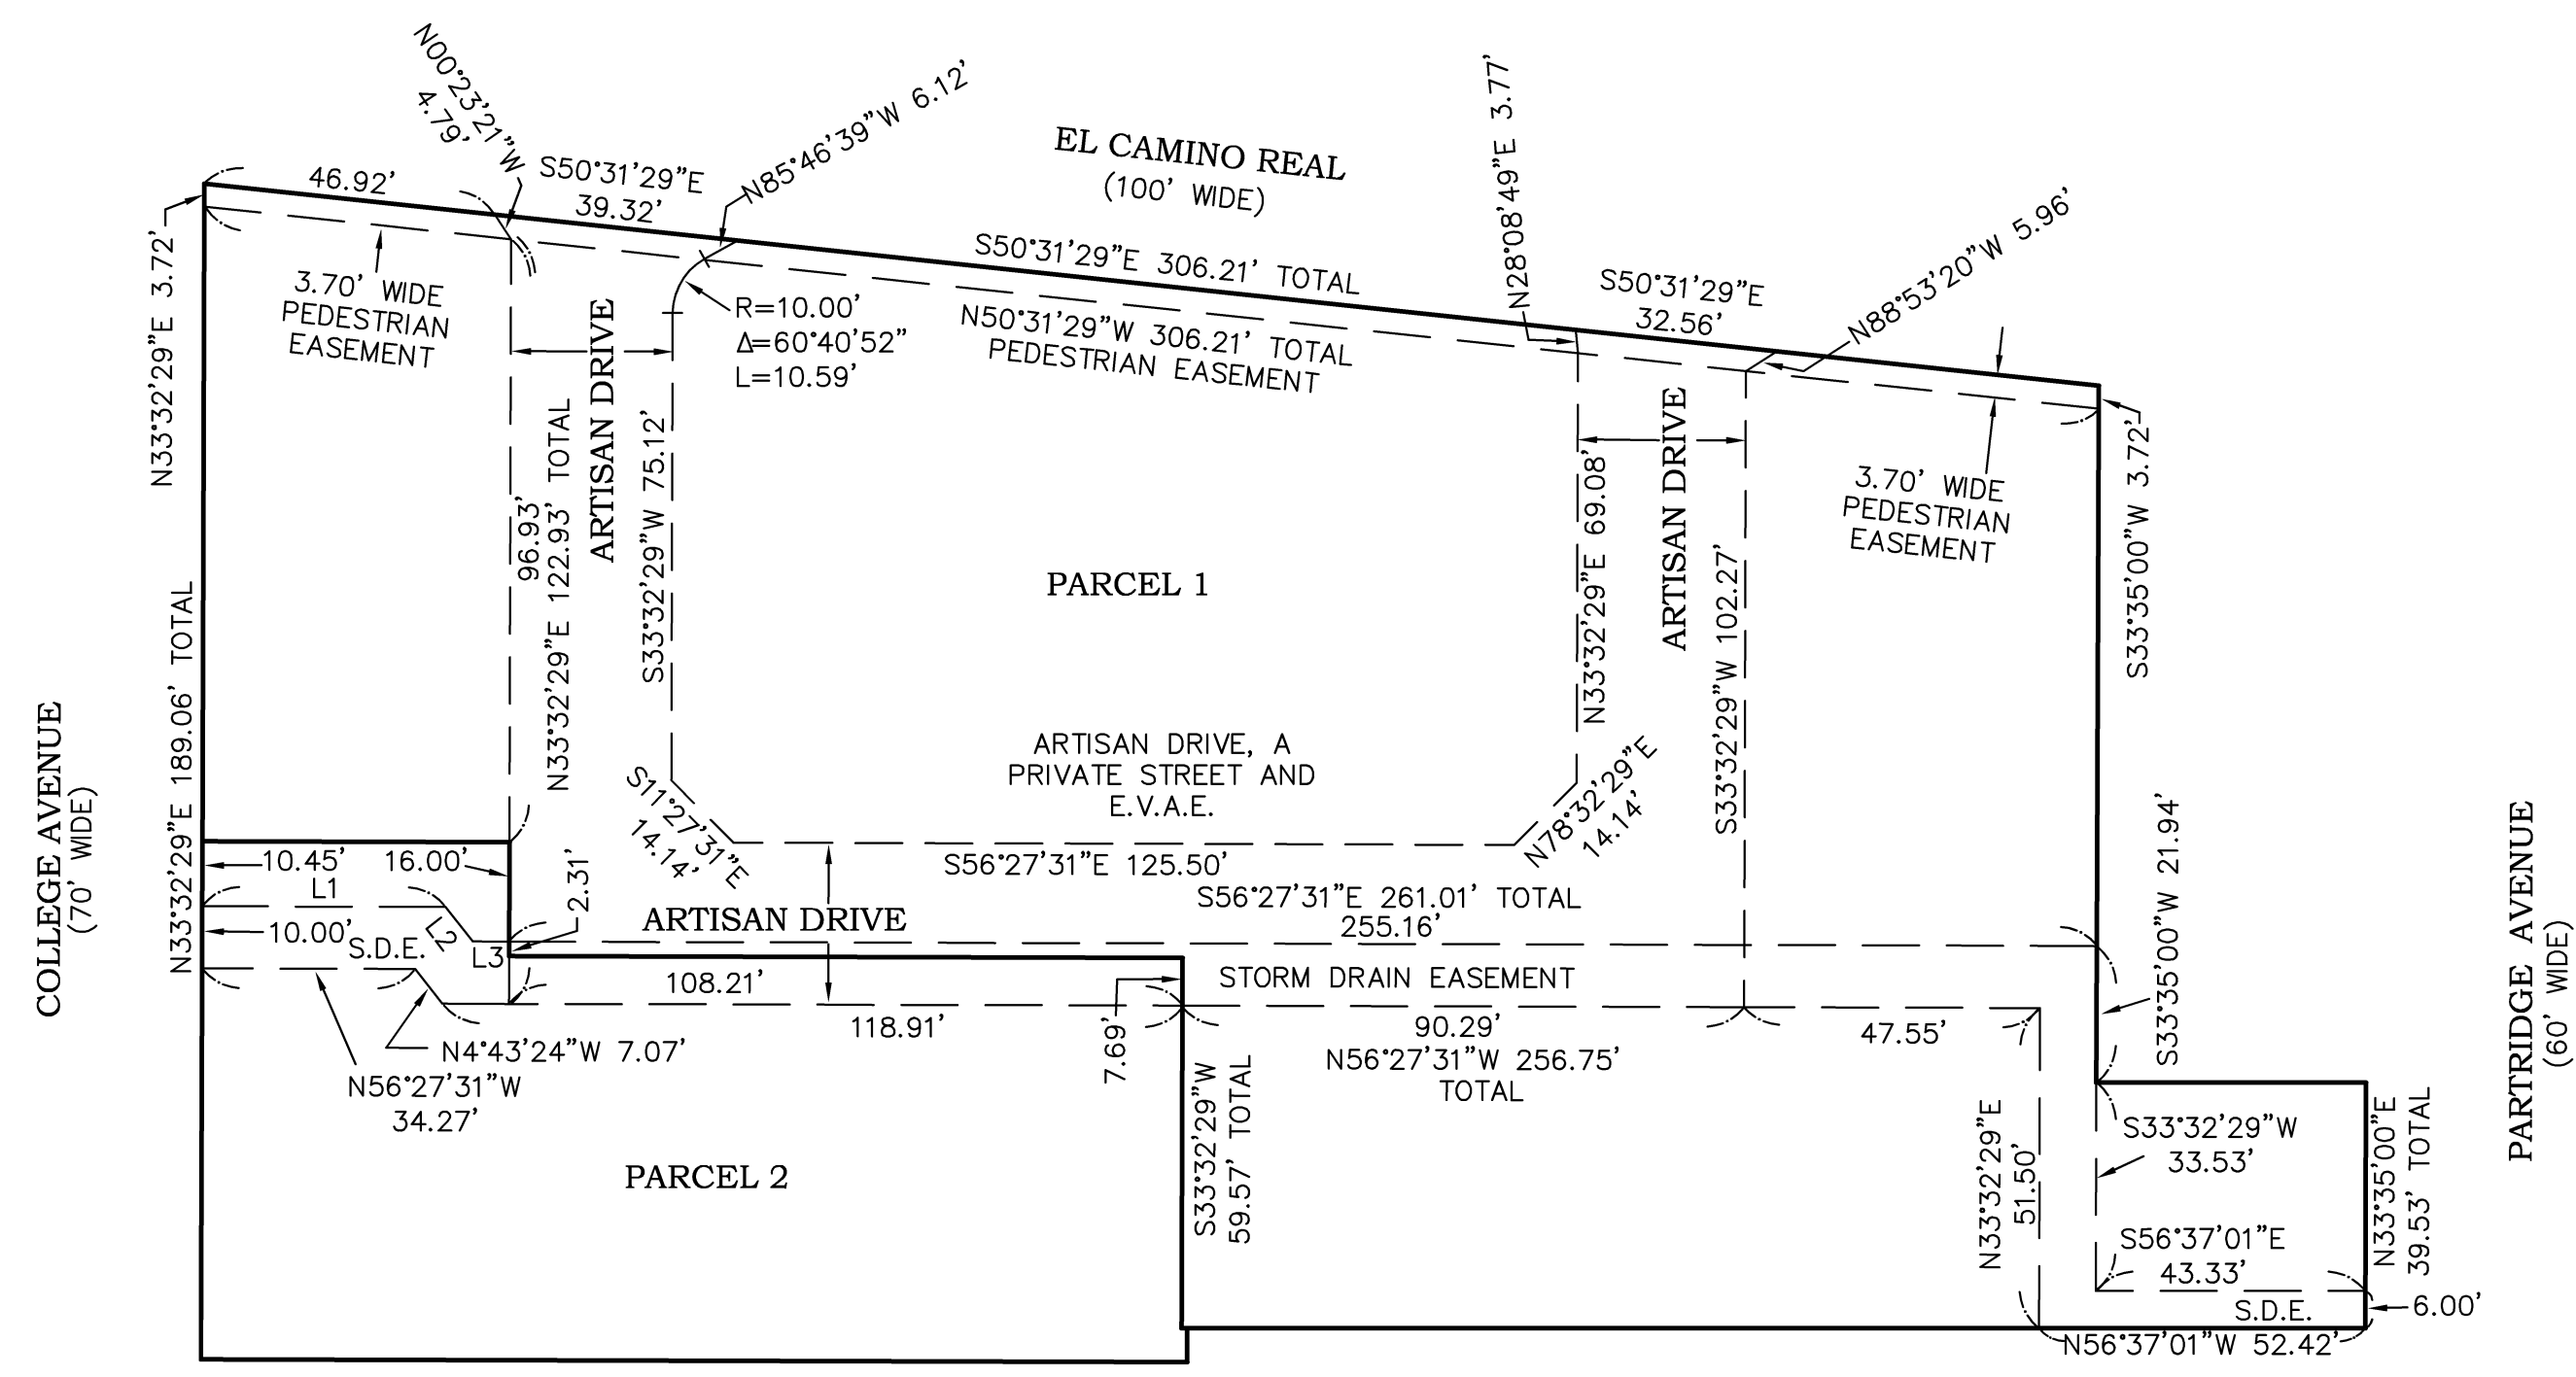 N00°23'21"W
4.79'
46.92'
S50°31'29"E
39.32'
N85°46'39"W 6.12'
EL CAMINO REAL
(100' WIDE)
S50°31'29"E 306.21' TOTAL
N50°31'29"W 306.21' TOTAL
PEDESTRIAN EASEMENT
N28°08'49"E 3.77'
S50°31'29"E
32.56'
N88°53'20"W 5.96'
N33°32'29"E 3.72'
3.70' WIDE
PEDESTRIAN
EASEMENT
R=10.00'
Δ=60°40'52"
L=10.59'
ARTISAN DRIVE
96.93'
N33°32'29"E 122.93' TOTAL
S33°32'29"W 75.12'
PARCEL 1
N33°32'29"E 69.08'
ARTISAN DRIVE
S33°32'29"W 102.27'
3.70' WIDE
PEDESTRIAN
EASEMENT
S33°35'00"W 3.72'
COLLEGE AVENUE
(70' WIDE)
N33°32'29"E 189.06' TOTAL
ARTISAN DRIVE, A
PRIVATE STREET AND
E.V.A.E.
S11°27'31"E
14.14'
N78°32'29"E
14.14'
S56°27'31"E 125.50'
S56°27'31"E 261.01' TOTAL
255.16'
ARTISAN DRIVE
10.45'
16.00'
2.31'
L1
L2
L3
10.00'
S.D.E.
108.21'
118.91'
7.69'
STORM DRAIN EASEMENT
90.29'
47.55'
N56°27'31"W 256.75'
TOTAL
N4°43'24"W 7.07'
N56°27'31"W
34.27'
PARCEL 2
S33°32'29"W
59.57' TOTAL
S33°35'00"W 21.94'
PARTRIDGE AVENUE
(60' WIDE)
N33°32'29"E
51.50'
S33°32'29"W
33.53'
S56°37'01"E
43.33'
N33°35'00"E
39.53' TOTAL
S.D.E.
6.00'
N56°37'01"W 52.42'